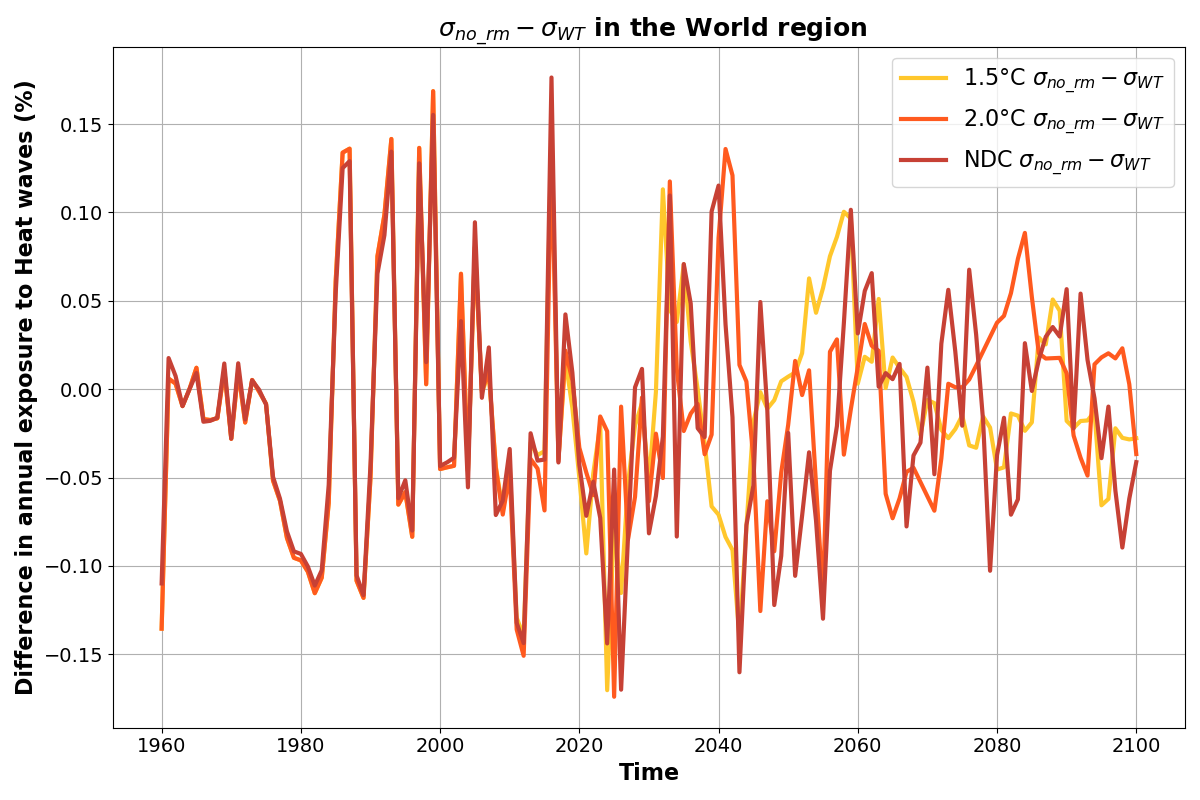 σno_rm − σWT in the World region
Difference in annual exposure to Heat waves (%)
0.15
0.10
0.05
0.00
−0.05
−0.10
−0.15
1.5°C σno_rm − σWT
2.0°C σno_rm − σWT
NDC σno_rm − σWT
1960 1980 2000 2020 2040 2060 2080 2100
Time